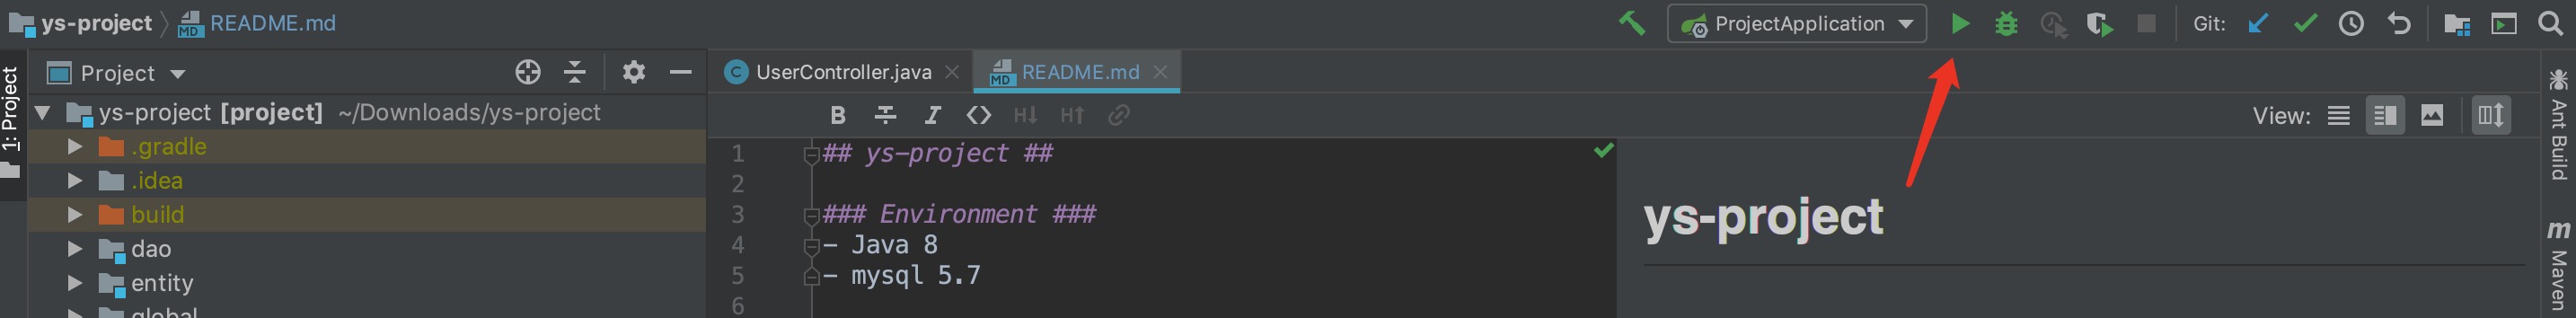 ys-project README.md
ProjectApplication Git:
1: Project
Project
UserController.java README.md
ys-project [project] ~/Downloads/ys-project
.gradle
.idea
build
dao
entity
global
B I <> H↓ H↑ View:
1 ## ys-project ##
2
3 ### Environment ###
4 - Java 8
5 - mysql 5.7
6
ys-project
Ant Build
m Maven